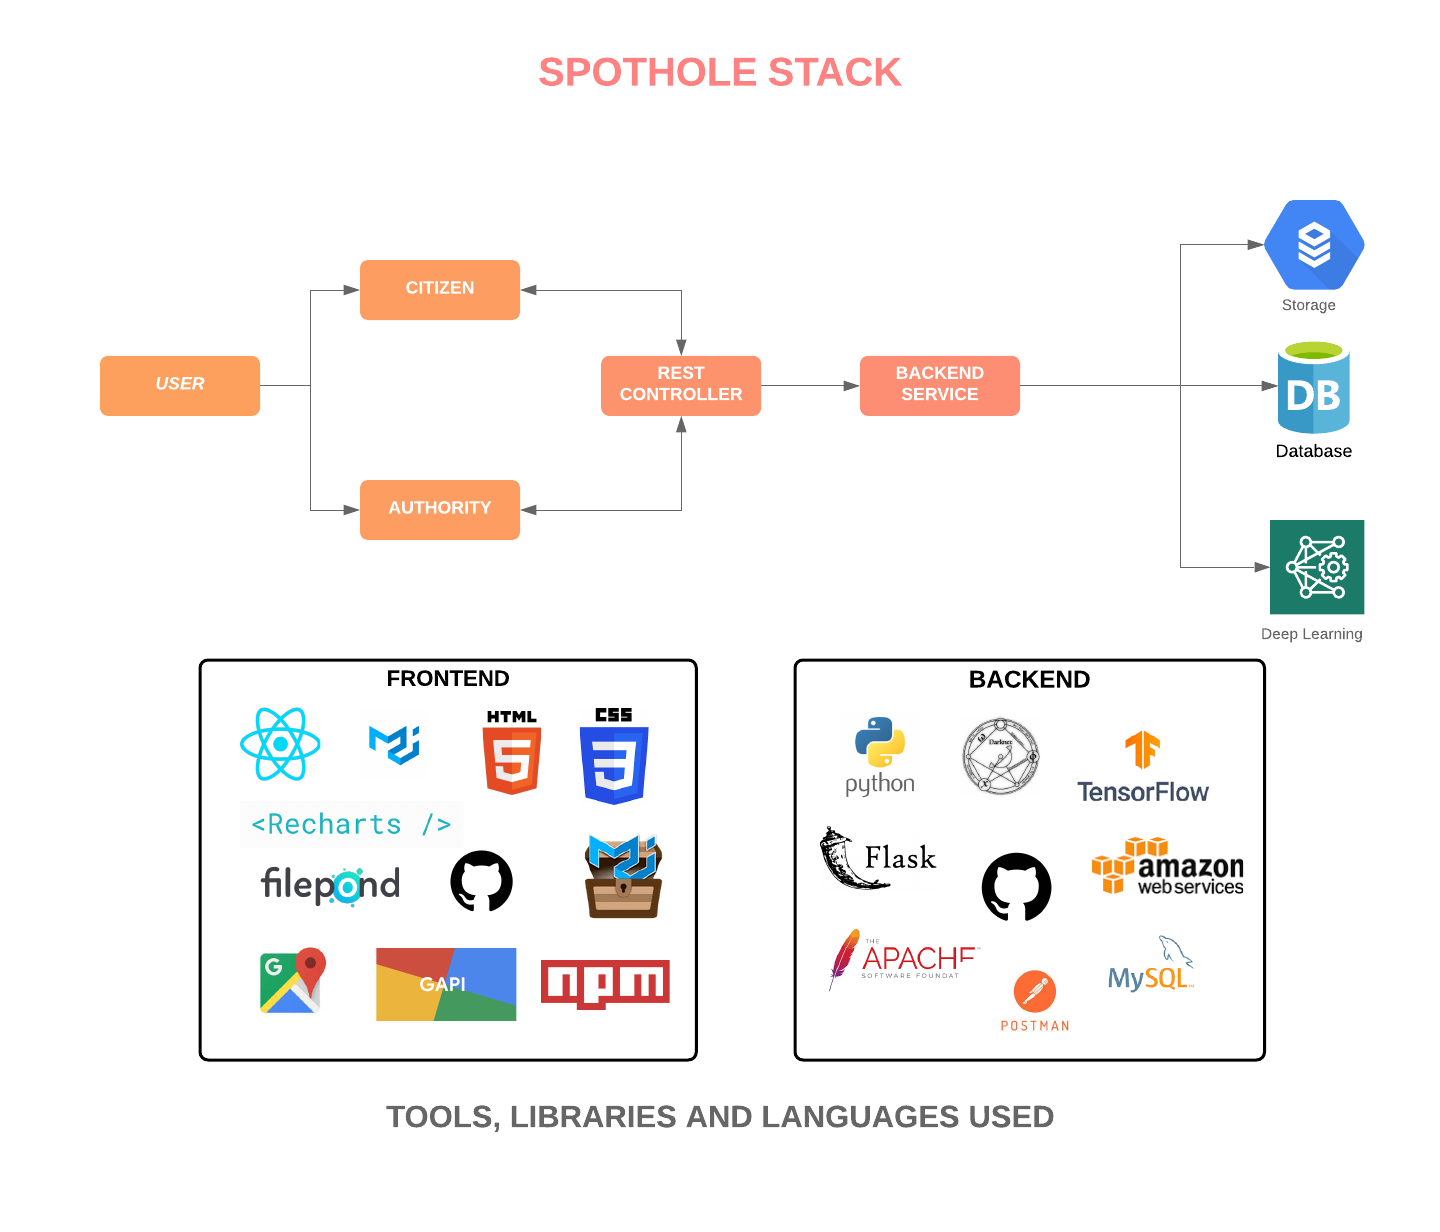 SPOTHOLE STACK
CITIZEN
USER
REST
CONTROLLER
BACKEND
SERVICE
AUTHORITY
Storage
DB
Database
Deep Learning
FRONTEND
HTML
5
CSS
3
<Recharts />
filepond
G
GAPI
npm
BACKEND
python
Darknet
TensorFlow
Flask
amazon
webservices
THE
APACHE
SOFTWARE FOUNDAT
POSTMAN
MySQL
TOOLS, LIBRARIES AND LANGUAGES USED